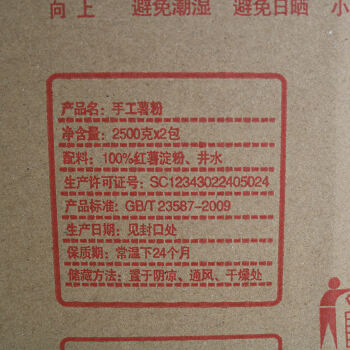 向上 避免潮湿 避免日晒 小
产品名：手工薯粉
净含量：2500克x2包
配料：100%红薯淀粉、井水
生产许可证号：SC12343022405024
产品标准：GB/T 23587-2009
生产日期：见封口处
保质期：常温下24个月
储藏方法：置于阴凉、通风、干燥处